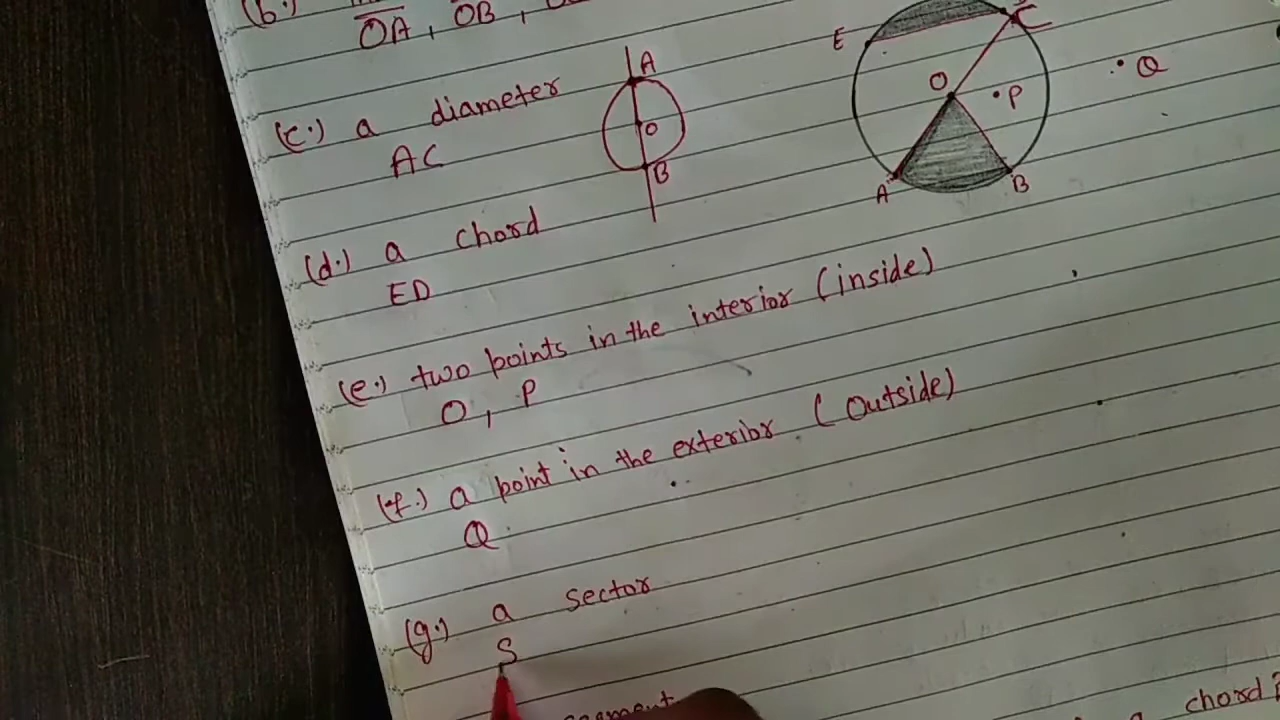 (b.)
OA, OB,
(c.) a diameter
AC
A
O
B
E
C
O
P
Q
A
B
(d.) a chord
ED
(e.) two points in the interior (inside)
O, P
(f.) a point in the exterior (outside)
Q
(g.) a sector
S
segment
a chord?